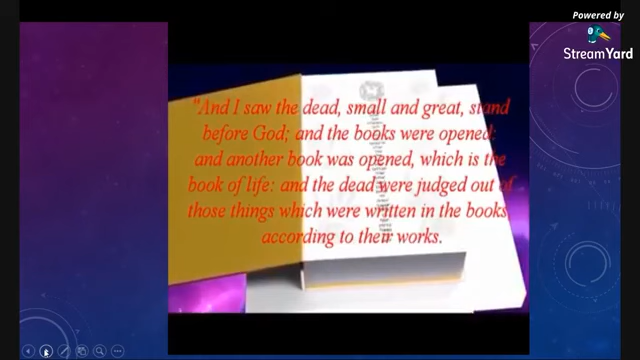 Powered by
StreamYard
"And I saw the dead, small and great, stand
before God; and the books were opened:
and another book was opened, which is the
book of life: and the dead were judged out of
those things which were written in the books,
according to their works.